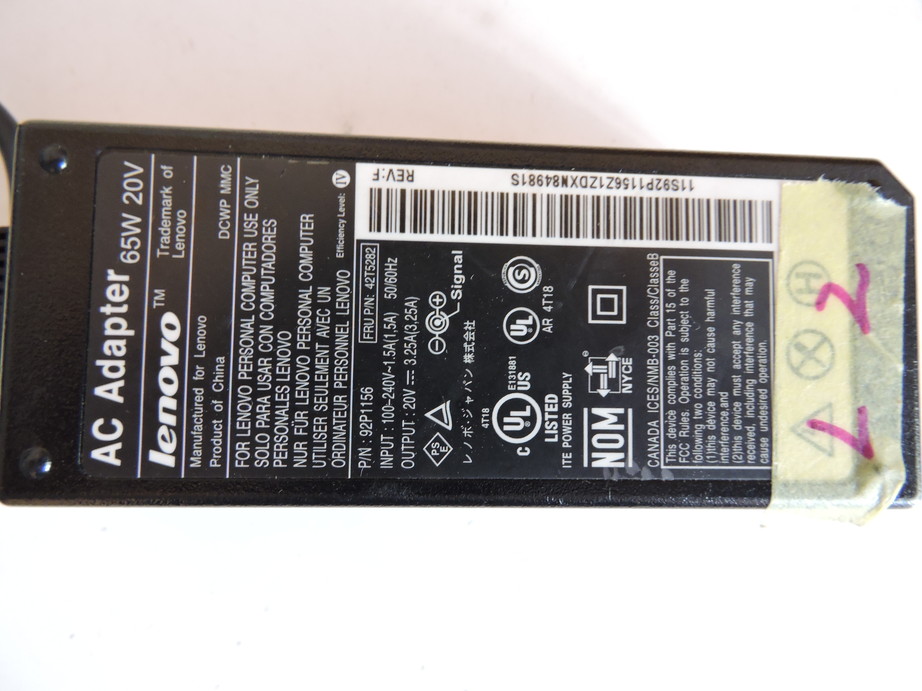 AC Adapter 65W 20V
lenovo™ Trademark of Lenovo
Manufactured for Lenovo
Product of China DCWP MMC
FOR LENOVO PERSONAL COMPUTER USE ONLY
SOLO PARA USAR CON COMPUTADORES
PERSONALES LENOVO
NUR FÜR LENOVO PERSONAL COMPUTER
UTILISER SEULEMENT AVEC UN
ORDINATEUR PERSONNEL LENOVO
Efficiency Level: IV
P/N : 92P1156 FRU P/N: 42T5282
INPUT : 100-240V~1.5A(1,5A) 50/60Hz
OUTPUT : 20V 3.25A(3,25A)
PS E
Signal
レノボ・ジャパン株式会社
4T18
E131881
C UL US
LISTED
UL
S
AR 4T18
ITE POWER SUPPLY
NOM
NYCE
CANADA ICES/NMB-003 Class/ClasseB
This device complies with Part 15 of the
FCC Rules. Operation is subject to the
following two conditions:
(1)this device may not cause harmful
interference,and
(2)this device must accept any interference
received, including interference that may
cause undesired operation.
REV:F
11S92P1156Z1ZDXN84981S
H
L 2